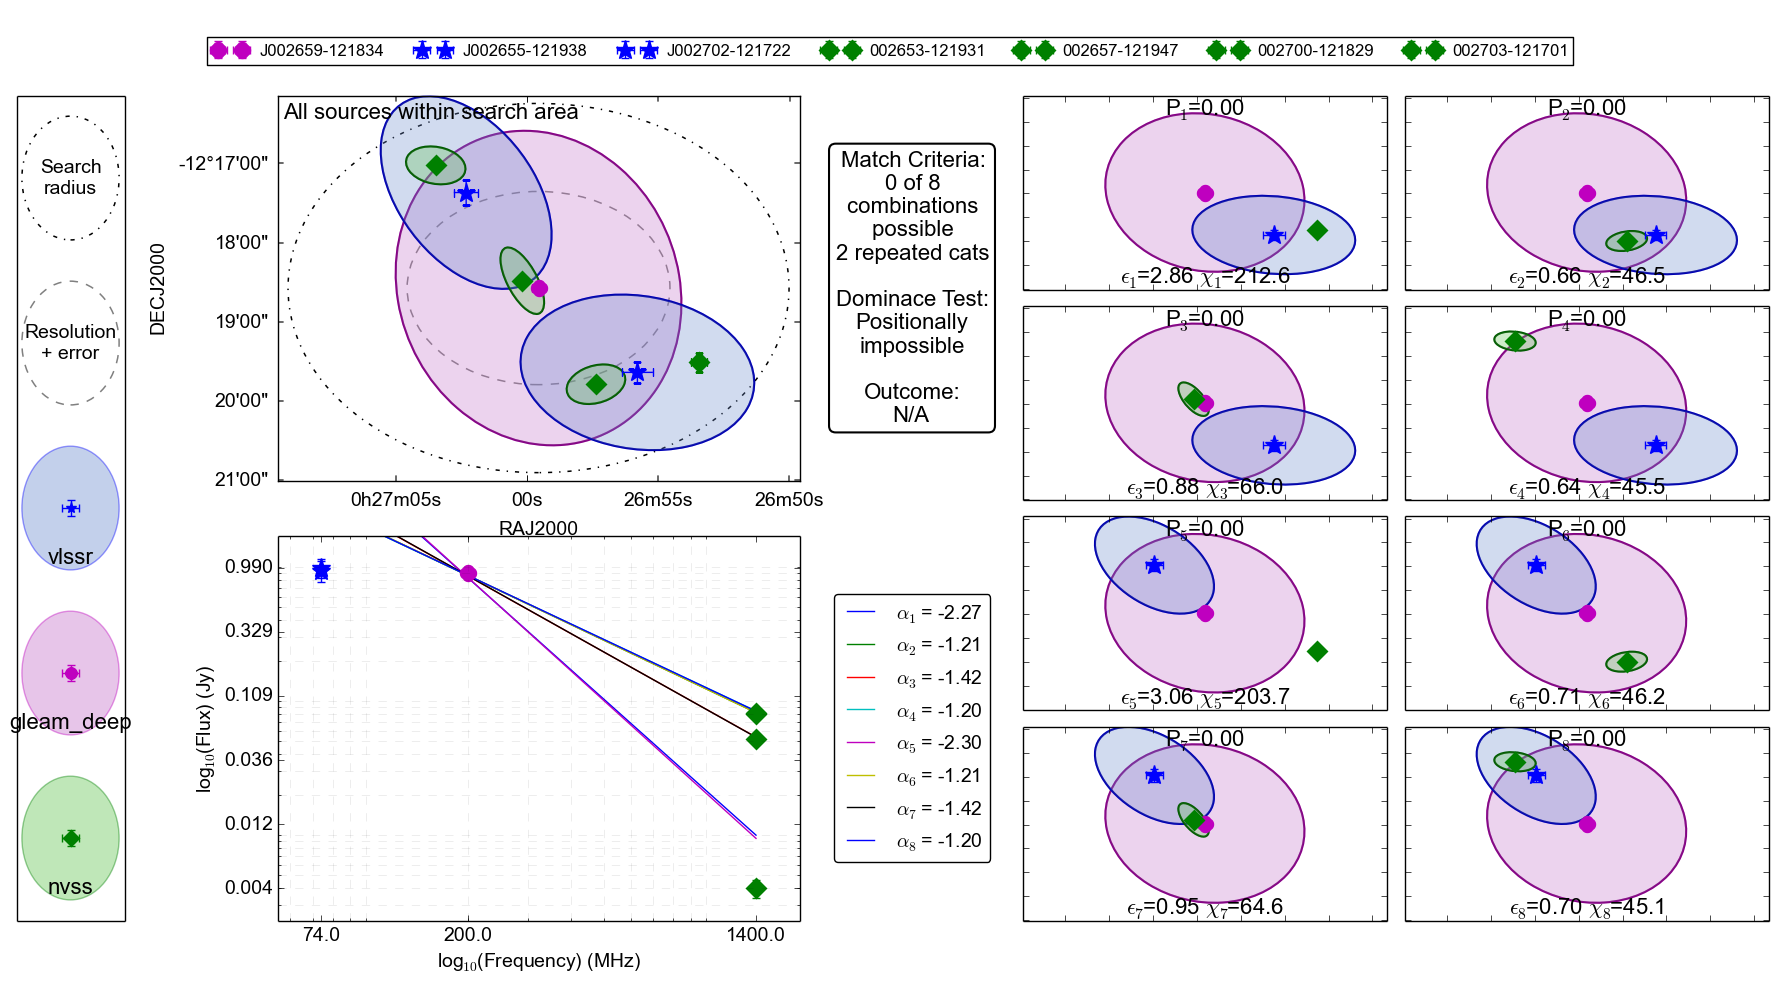 J002659-121834 J002655-121938 J002702-121722 002653-121931 002657-121947 002700-121829 002703-121701
Search
radius
Resolution
+ error
vlssr
gleam_deep
nvss
All sources within search area
DECJ2000
-12°17'00"
18'00"
19'00"
20'00"
21'00"
0h27m05s 00s 26m55s 26m50s
RAJ2000
Match Criteria:
0 of 8
combinations
possible
2 repeated cats
Dominace Test:
Positionally
impossible
Outcome:
N/A
log₁₀(Flux) (Jy)
0.990
0.329
0.109
0.036
0.012
0.004
74.0 200.0 1400.0
log₁₀(Frequency) (MHz)
α₁ = -2.27
α₂ = -1.21
α₃ = -1.42
α₄ = -1.20
α₅ = -2.30
α₆ = -1.21
α₇ = -1.42
α₈ = -1.20
P₁=0.00
ϵ₁=2.86 χ₁=212.6
P₂=0.00
ϵ₂=0.66 χ₂=46.5
P₃=0.00
ϵ₃=0.88 χ₃=66.0
P₄=0.00
ϵ₄=0.64 χ₄=45.5
P₅=0.00
ϵ₅=3.06 χ₅=203.7
P₆=0.00
ϵ₆=0.71 χ₆=46.2
P₇=0.00
ϵ₇=0.95 χ₇=64.6
P₈=0.00
ϵ₈=0.70 χ₈=45.1